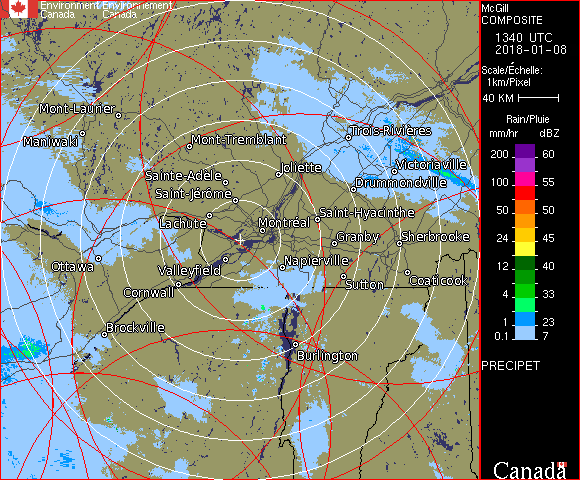 Environment Environnement
Canada Canada
McGill
COMPOSITE
1340 UTC
2018-01-08
Scale/Échelle:
1km/Pixel
40 KM
Rain/Pluie
mm/hr dBZ
200 60
100 55
50 50
24 45
12 40
4 33
1 23
0.1 7
PRECIPET
Canada
Mont-Laurier
Maniwaki
Mont-Tremblant
Trois-Rivières
Victoriaville
Joliette
Sainte-Adèle
Drummondville
Saint-Jérôme
Lachute
Saint-Hyacinthe
Montréal
Granby
Sherbrooke
Ottawa
Valleyfield
Napierville
Cornwall
Sutton
Coaticook
Brockville
Burlington